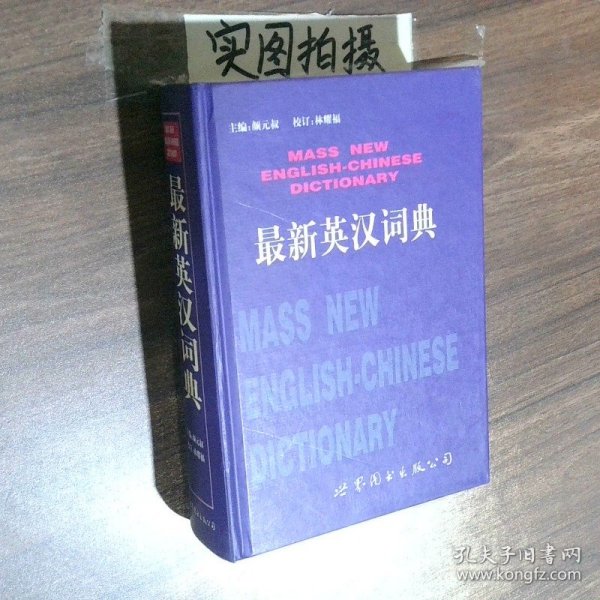 实图拍摄
主编:颜元叔 校订:林耀福
MASS NEW
ENGLISH-CHINESE
DICTIONARY
最新英汉词典
MASS NEW
ENGLISH-CHINESE
DICTIONARY
世界图书出版公司
最新英汉词典
孔夫子旧书网
www.kongfz.com